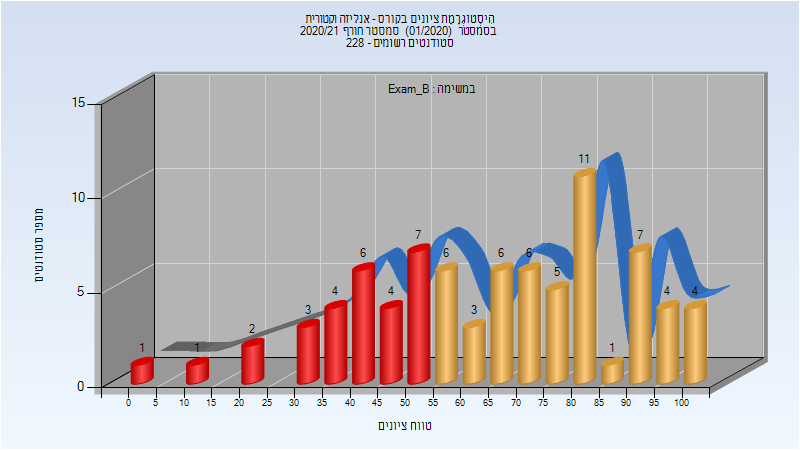 היסטוגרמת ציונים בקורס - אנליזה וקטורית
בסמסטר (01/2020) סמסטר חורף 2020/21
סטודנטים רשומים - 228
במשימה : Exam_B
מספר סטודנטים
15
10
5
0
1 1 2 3 4 6 4 7 6 3 6 6 5 11 1 7 4 4
0 5 10 15 20 25 30 35 40 45 50 55 60 65 70 75 80 85 90 95 100
טווח ציונים